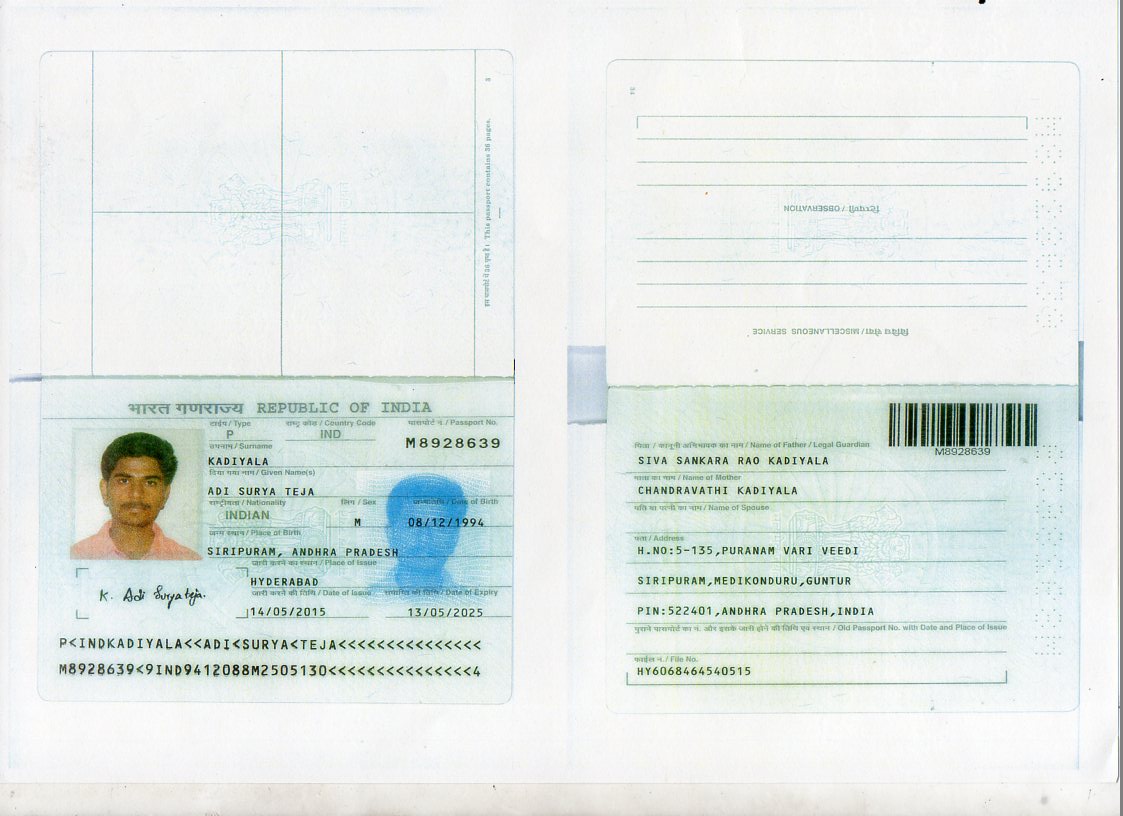 3
इस पासपोर्ट में 36 पृष्ठ हैं। This passport contains 36 pages.
भारत गणराज्य REPUBLIC OF INDIA
टाईप / Type राष्ट्र कोड / Country Code पासपोर्ट नं. / Passport No.
P IND M8928639
उपनाम / Surname
KADIYALA
दिया गया नाम / Given Name(s)
ADI SURYA TEJA
राष्ट्रीयता / Nationality लिंग / Sex जन्मतिथि / Date of Birth
INDIAN M 08/12/1994
जन्म स्थान / Place of Birth
SIRIPURAM, ANDHRA PRADESH
जारी करने का स्थान / Place of Issue
HYDERABAD
जारी करने की तिथि / Date of Issue समाप्ति की तिथि / Date of Expiry
14/05/2015 13/05/2025
K. Adi Surya teja.
P<INDKADIYALA<<ADI<SURYA<TEJA<<<<<<<<<<<<<<<
M8928639<9IND9412088M2505130<<<<<<<<<<<<<<<4
34
टिप्पणी / OBSERVATION
विविध सेवा / MISCELLANEOUS SERVICE
M8928639
पिता / कानूनी अभिभावक का नाम / Name of Father / Legal Guardian
SIVA SANKARA RAO KADIYALA
माता का नाम / Name of Mother
CHANDRAVATHI KADIYALA
पति या पत्नी का नाम / Name of Spouse
पता / Address
H.NO:5-135,PURANAM VARI VEEDI
SIRIPURAM,MEDIKONDURU,GUNTUR
PIN:522401,ANDHRA PRADESH,INDIA
पुराने पासपोर्ट का नं. और इसके जारी होने की तिथि एवं स्थान / Old Passport No. with Date and Place of Issue
फाईल नं. / File No.
HY6068464540515